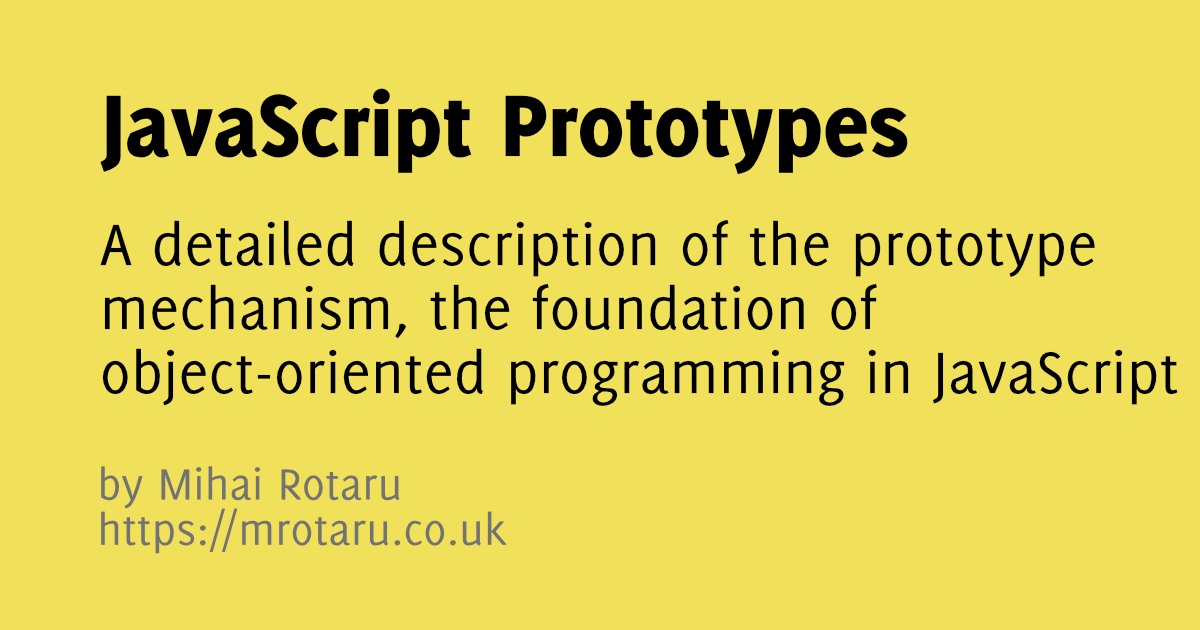 JavaScript Prototypes
A detailed description of the prototype
mechanism, the foundation of
object-oriented programming in JavaScript
by Mihai Rotaru
https://mrotaru.co.uk